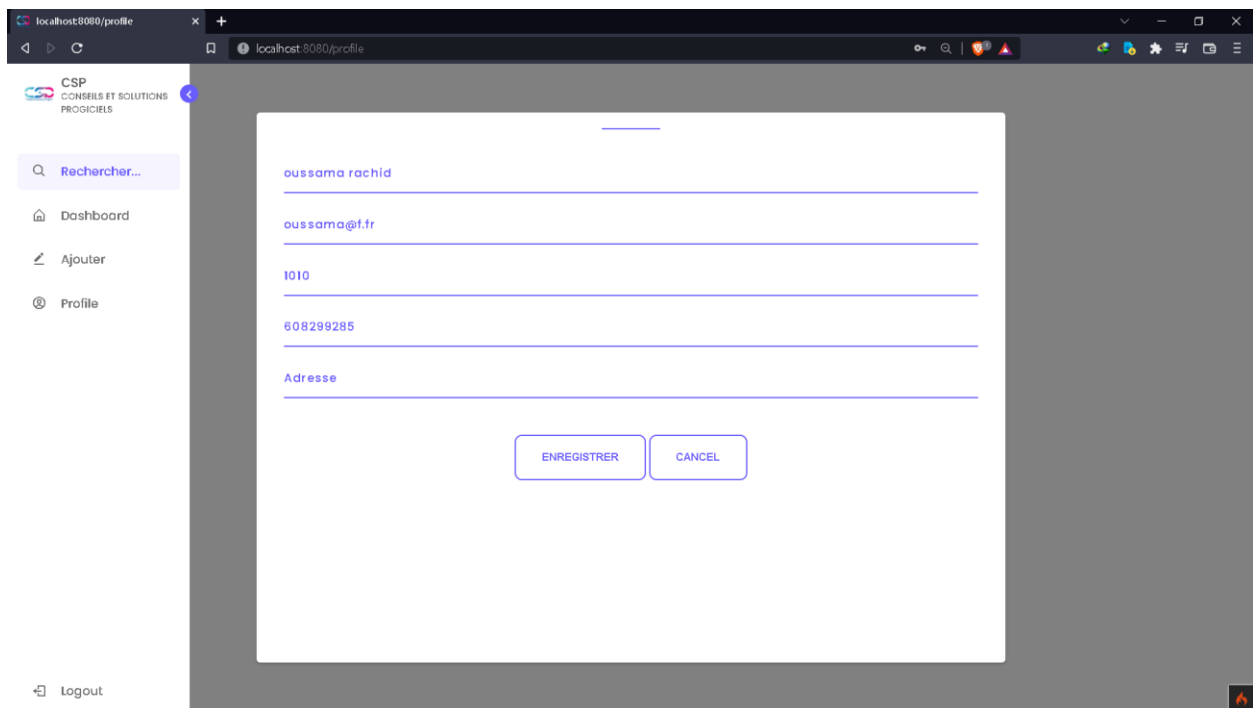 localhost:8080/profile
localhost:8080/profile
CSP
CONSEILS ET SOLUTIONS
PROGICIELS
Rechercher...
Dashboard
Ajouter
Profile
oussama rachid
oussama@f.fr
1010
608299285
Adresse
ENREGISTRER
CANCEL
Logout